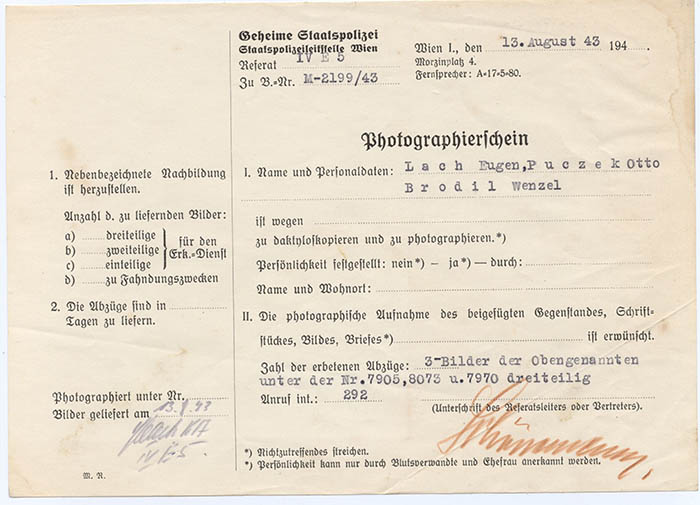 Geheime Staatspolizei
Staatspolizeileitstelle Wien
Referat IV E 5
Zu B.-Nr. M-2199/43
Wien I., den 13. August 43 194
Morzinplatz 4.
Fernsprecher: A=17=5=80.
Photographierschein
1. Nebenbezeichnete Nachbildung
ist herzustellen.
Anzahl d. zu liefernden Bilder:
a) ........ dreiteilige
b) ........ zweiteilige
c) ........ einteilige
für den
Erk.=Dienst
d) ........ zu Fahndungszwecken
2. Die Abzüge sind in
Tagen zu liefern.
Photographiert unter Nr.
Bilder geliefert am 13.8.43
IV E 5.
M. R.
I. Name und Personaldaten: Lach Eugen, Puczek Otto
Brodil Wenzel
ist wegen
zu daktyloskopieren und zu photographieren.*)
Persönlichkeit festgestellt: nein*) – ja*) — durch:
Name und Wohnort:
II. Die photographische Aufnahme des beigefügten Gegenstandes, Schrift=
stückes, Bildes, Briefes*) ist erwünscht.
Zahl der erbetenen Abzüge: 3-Bilder der Obengenannten
unter der Nr. 7905,8073 u.7970 dreiteilig
Anruf int.: 292
(Unterschrift des Referatsleiters oder Vertreters).
*) Nichtzutreffendes streichen.
*) Persönlichkeit kann nur durch Blutsverwandte und Ehefrau anerkannt werden.